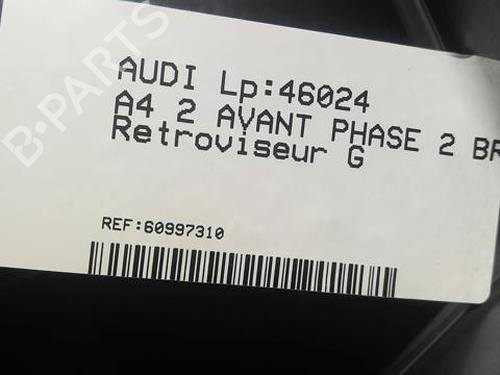 B-PARTS
AUDI Lp:46024
A4 2 AVANT PHASE 2 BR
Retroviseur G
REF:60997310